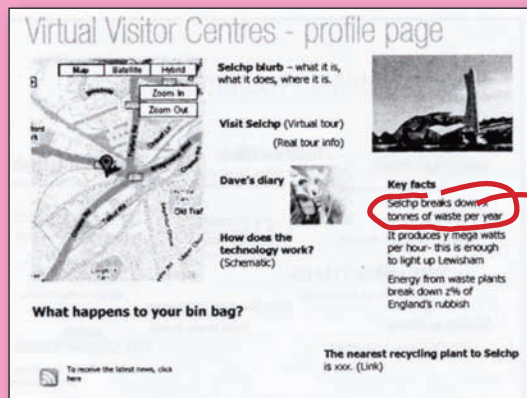 Virtual Visitor Centres - profile page
Map Satellite Hybrid
Zoom In
Zoom Out
Old Traf
Selchp blurb – what it is,
what it does, where it is.
Visit Selchp (Virtual tour)
(Real tour info)
Dave's diary
How does the
technology work?
(Schematic)
Key facts
Selchp breaks down x
tonnes of waste per year
It produces y mega watts
per hour- this is enough
to light up Lewisham
Energy from waste plants
break down z% of
England's rubbish
What happens to your bin bag?
To receive the latest news, click
here
The nearest recycling plant to Selchp
is xxx. (Link)